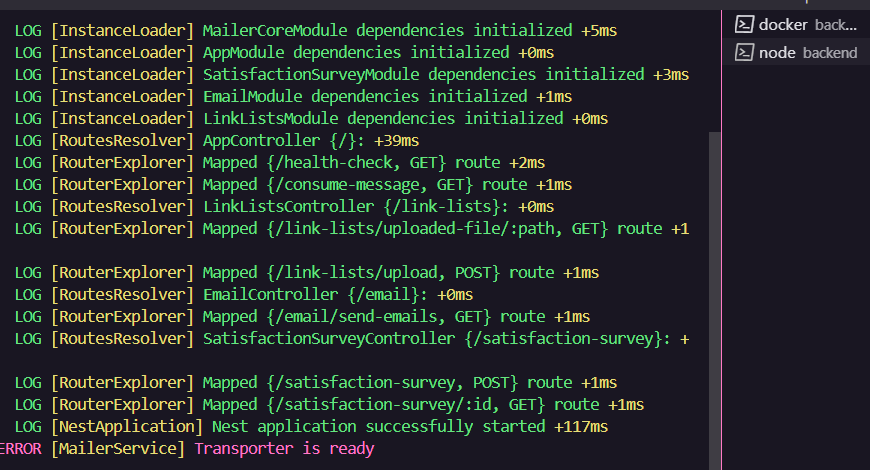 LOG [InstanceLoader] MailerCoreModule dependencies initialized +5ms
LOG [InstanceLoader] AppModule dependencies initialized +0ms
LOG [InstanceLoader] SatisfactionSurveyModule dependencies initialized +3ms
LOG [InstanceLoader] EmailModule dependencies initialized +1ms
LOG [InstanceLoader] LinkListsModule dependencies initialized +0ms
LOG [RoutesResolver] AppController {/}: +39ms
LOG [RouterExplorer] Mapped {/health-check, GET} route +2ms
LOG [RouterExplorer] Mapped {/consume-message, GET} route +1ms
LOG [RoutesResolver] LinkListsController {/link-lists}: +0ms
LOG [RouterExplorer] Mapped {/link-lists/uploaded-file/:path, GET} route +1
LOG [RouterExplorer] Mapped {/link-lists/upload, POST} route +1ms
LOG [RoutesResolver] EmailController {/email}: +0ms
LOG [RouterExplorer] Mapped {/email/send-emails, GET} route +1ms
LOG [RoutesResolver] SatisfactionSurveyController {/satisfaction-survey}: +
LOG [RouterExplorer] Mapped {/satisfaction-survey, POST} route +1ms
LOG [RouterExplorer] Mapped {/satisfaction-survey/:id, GET} route +1ms
LOG [NestApplication] Nest application successfully started +117ms
ERROR [MailerService] Transporter is ready
docker back...
node backend